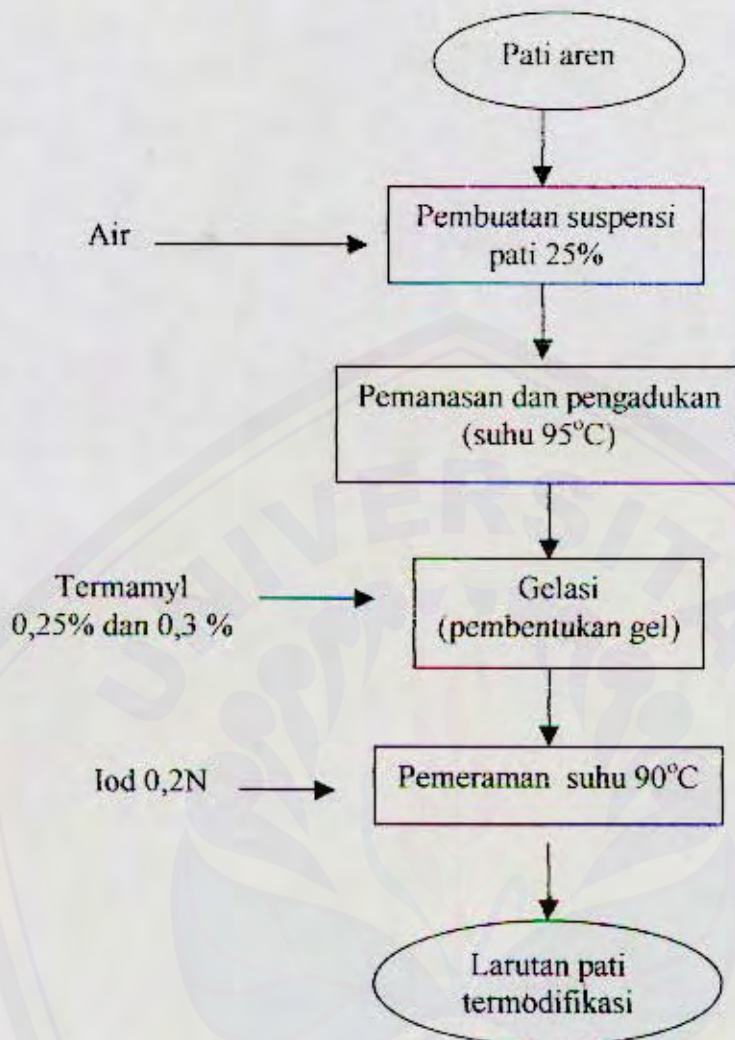 Pati aren
Air
Pembuatan suspensi
pati 25%
Pemanasan dan pengadukan
(suhu 95°C)
Termamyl
0,25% dan 0,3 %
Gelasi
(pembentukan gel)
Iod 0,2N
Pemeraman suhu 90°C
Larutan pati
termodifikasi
UNIVERSITA